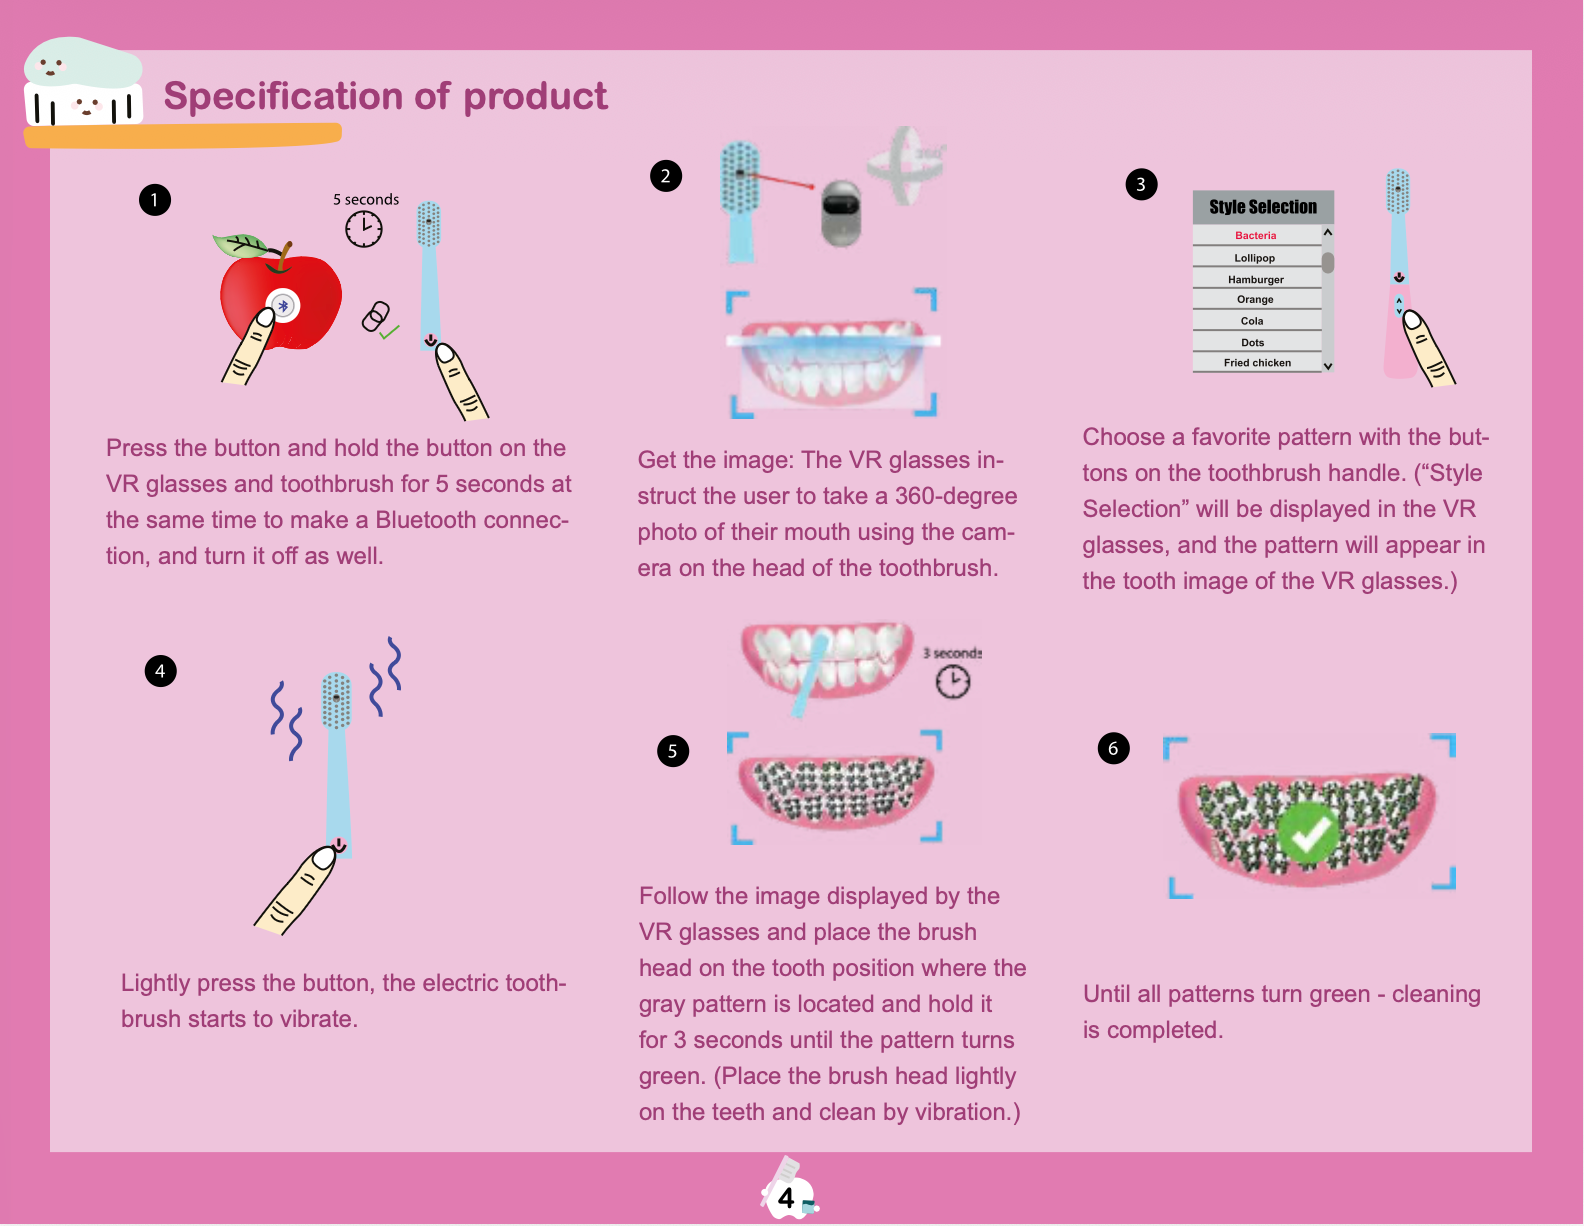 Specification of product
1
5 seconds
Press the button and hold the button on the
VR glasses and toothbrush for 5 seconds at
the same time to make a Bluetooth connec-
tion, and turn it off as well.
2
360°
Get the image: The VR glasses in-
struct the user to take a 360-degree
photo of their mouth using the cam-
era on the head of the toothbrush.
3
Style Selection
Bacteria
Lollipop
Hamburger
Orange
Cola
Dots
Fried chicken
Choose a favorite pattern with the but-
tons on the toothbrush handle. (“Style
Selection” will be displayed in the VR
glasses, and the pattern will appear in
the tooth image of the VR glasses.)
4
Lightly press the button, the electric tooth-
brush starts to vibrate.
3 seconds
5
Follow the image displayed by the
VR glasses and place the brush
head on the tooth position where the
gray pattern is located and hold it
for 3 seconds until the pattern turns
green. (Place the brush head lightly
on the teeth and clean by vibration.)
6
Until all patterns turn green - cleaning
is completed.
4